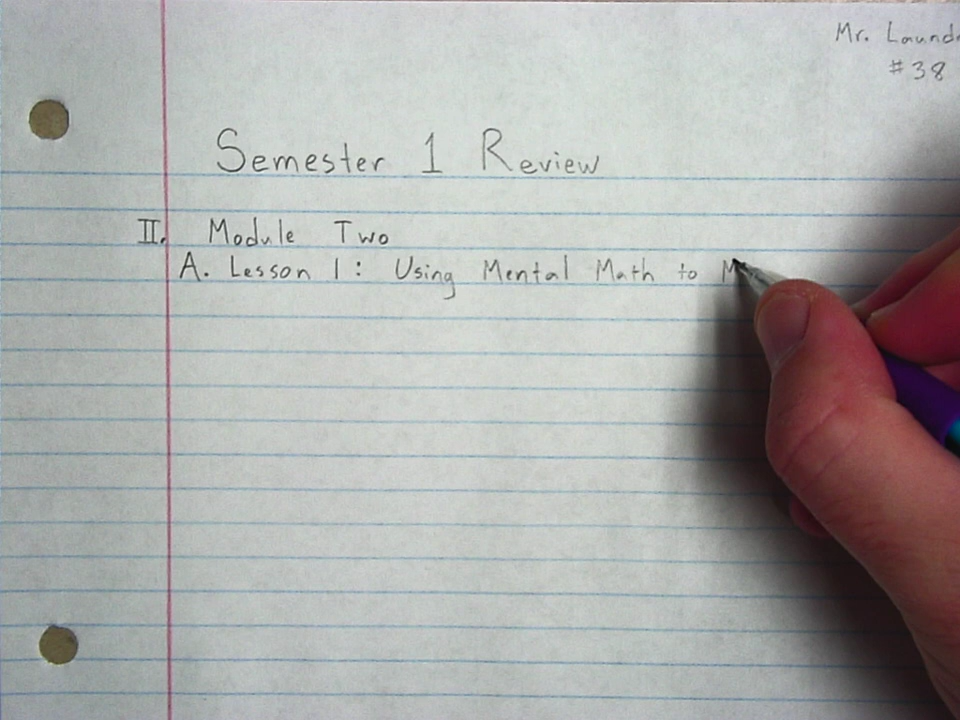 Mr. Laund
#38
Semester 1 Review
II. Module Two
A. Lesson 1: Using Mental Math to M